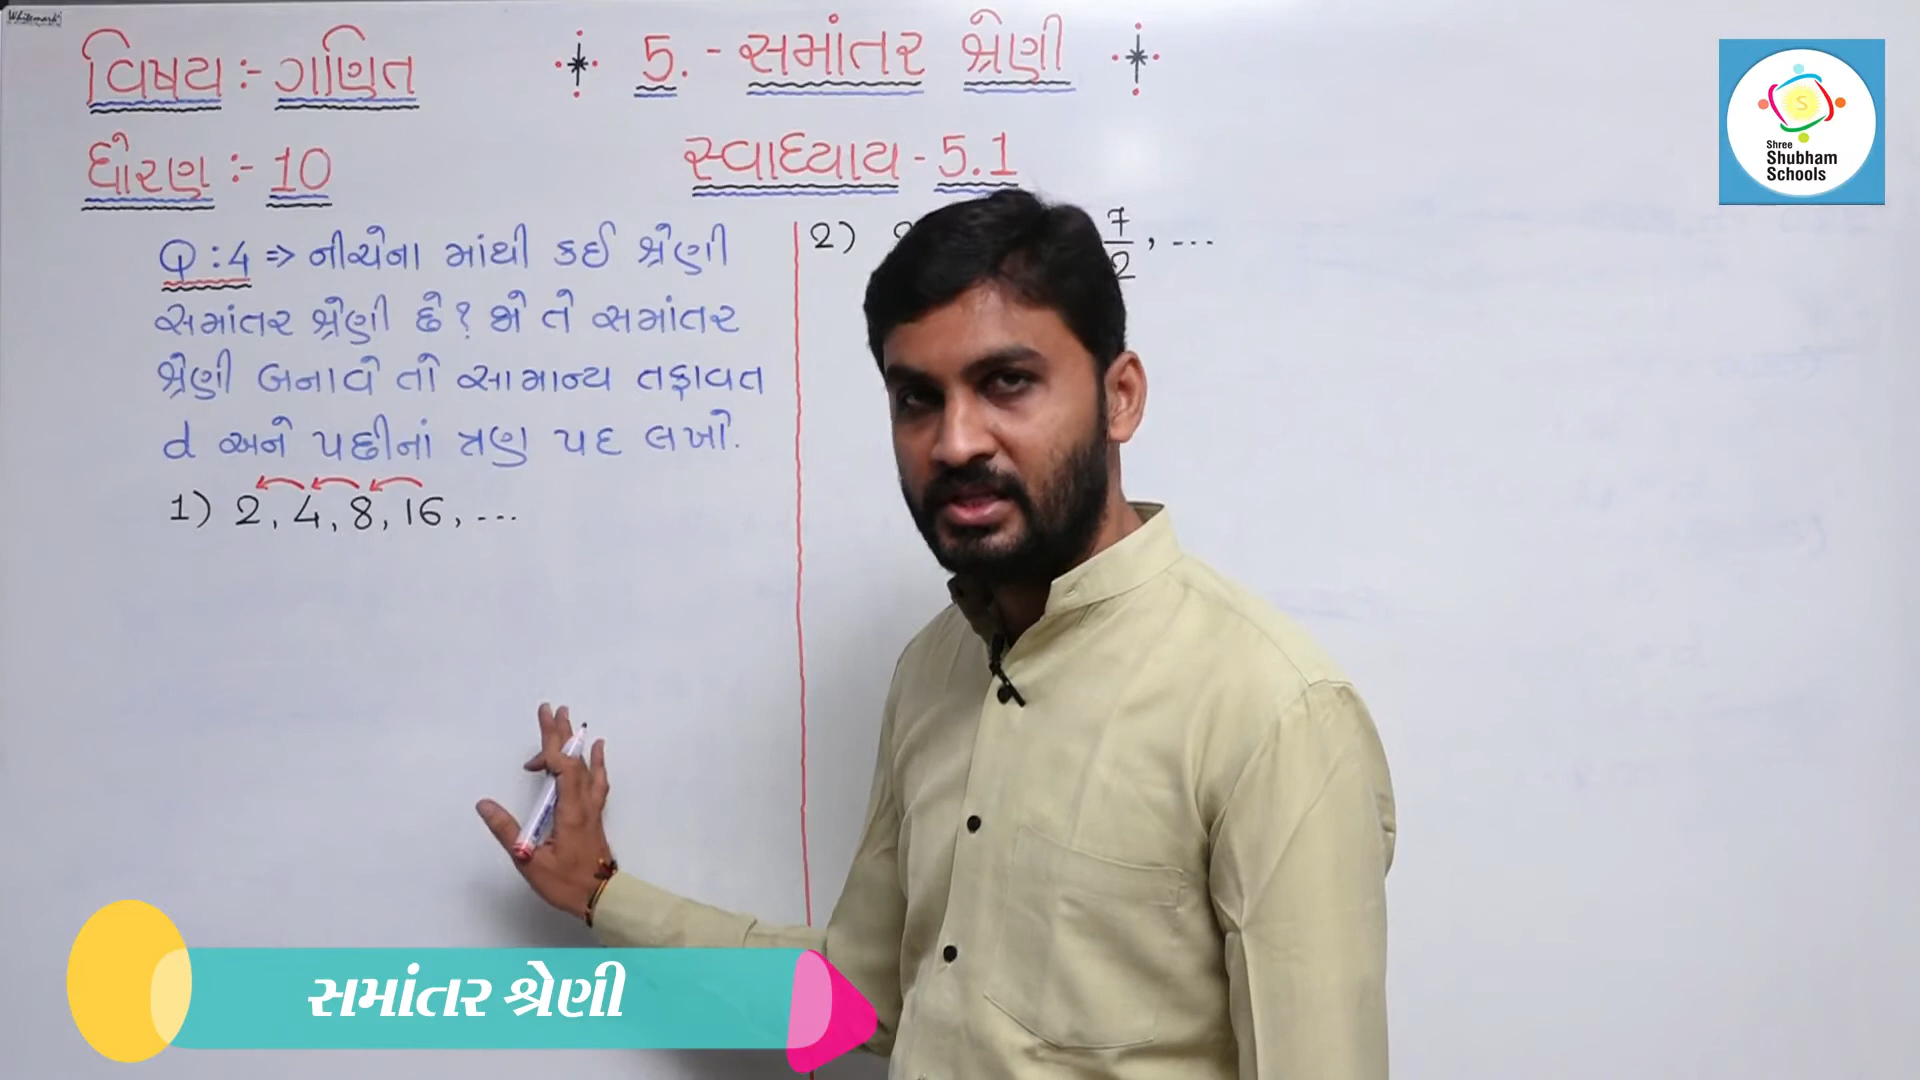 Whitemark
વિષય :- ગણિત
5. - સમાંતર શ્રેણી
ધોરણ :- 10
સ્વાધ્યાય - 5.1
Q : 4 => નીચેના માંથી કઈ શ્રેણી
સમાંતર શ્રેણી છે? જો તે સમાંતર
શ્રેણી બનાવે તો સામાન્ય તફાવત
d અને પછીનાં ત્રણ પદ લખો.
1) 2, 4, 8, 16, ...
2) 7/2, ...
Shree
Shubham
Schools
સમાંતર શ્રેણી